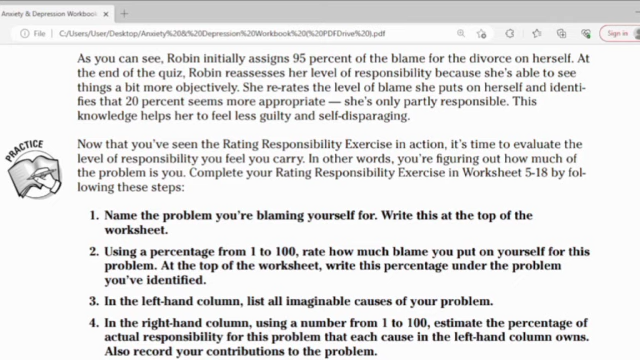 Anxiety & Depression Workbook
File | C:/Users/User/Desktop/Anxiety%20&%20Depression%20Workbook%20(%20PDFDrive%20).pdf
Sign in
As you can see, Robin initially assigns 95 percent of the blame for the divorce on herself. At
the end of the quiz, Robin reassesses her level of responsibility because she's able to see
things a bit more objectively. She re-rates the level of blame she puts on herself and identi-
fies that 20 percent seems more appropriate — she's only partly responsible. This
knowledge helps her to feel less guilty and self-disparaging.
PRACTICE
Now that you've seen the Rating Responsibility Exercise in action, it's time to evaluate the
level of responsibility you feel you carry. In other words, you're figuring out how much of
the problem is you. Complete your Rating Responsibility Exercise in Worksheet 5-18 by fol-
lowing these steps:
1. Name the problem you're blaming yourself for. Write this at the top of the
worksheet.
2. Using a percentage from 1 to 100, rate how much blame you put on yourself for this
problem. At the top of the worksheet, write this percentage under the problem
you've identified.
3. In the left-hand column, list all imaginable causes of your problem.
4. In the right-hand column, using a number from 1 to 100, estimate the percentage of
actual responsibility for this problem that each cause in the left-hand column owns.
Also record your contributions to the problem.